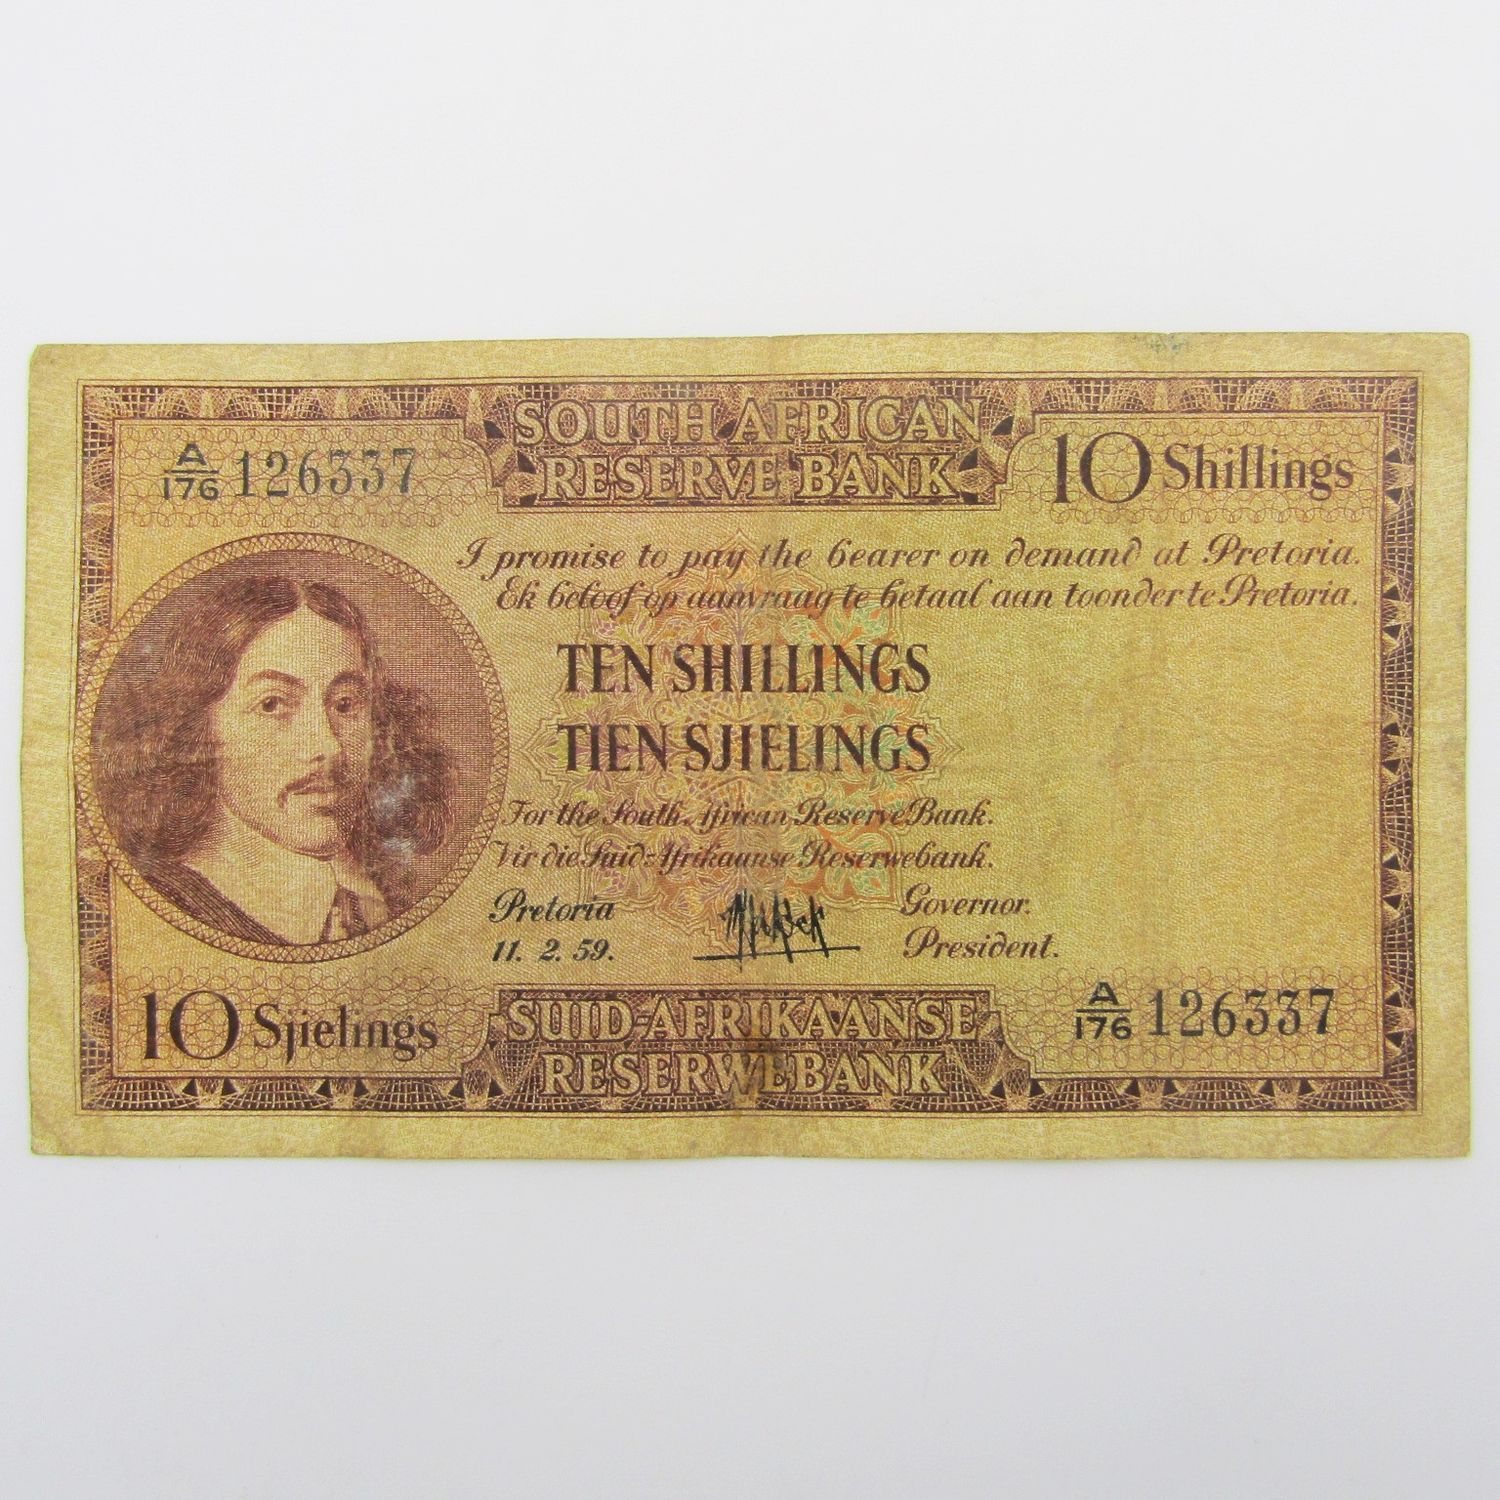 SOUTH AFRICAN
RESERVE BANK
A/176 126337
10 Shillings
I promise to pay the bearer on demand at Pretoria.
Ek beloof op aanvraag te betaal aan toonder te Pretoria.
TEN SHILLINGS
TIEN SJIELINGS
For the South African Reserve Bank.
Vir die Suid-Afrikaanse Reserwebank.
Pretoria
11. 2. 59.
Governor.
President.
10 Sjielings
SUID-AFRIKAANSE
RESERWEBANK
A/176 126337